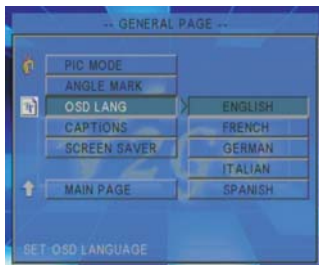 -- GENERAL PAGE --
PIC MODE
ANGLE MARK
OSD LANG
CAPTIONS
SCREEN SAVER
MAIN PAGE
ENGLISH
FRENCH
GERMAN
ITALIAN
SPANISH
SET OSD LANGUAGE